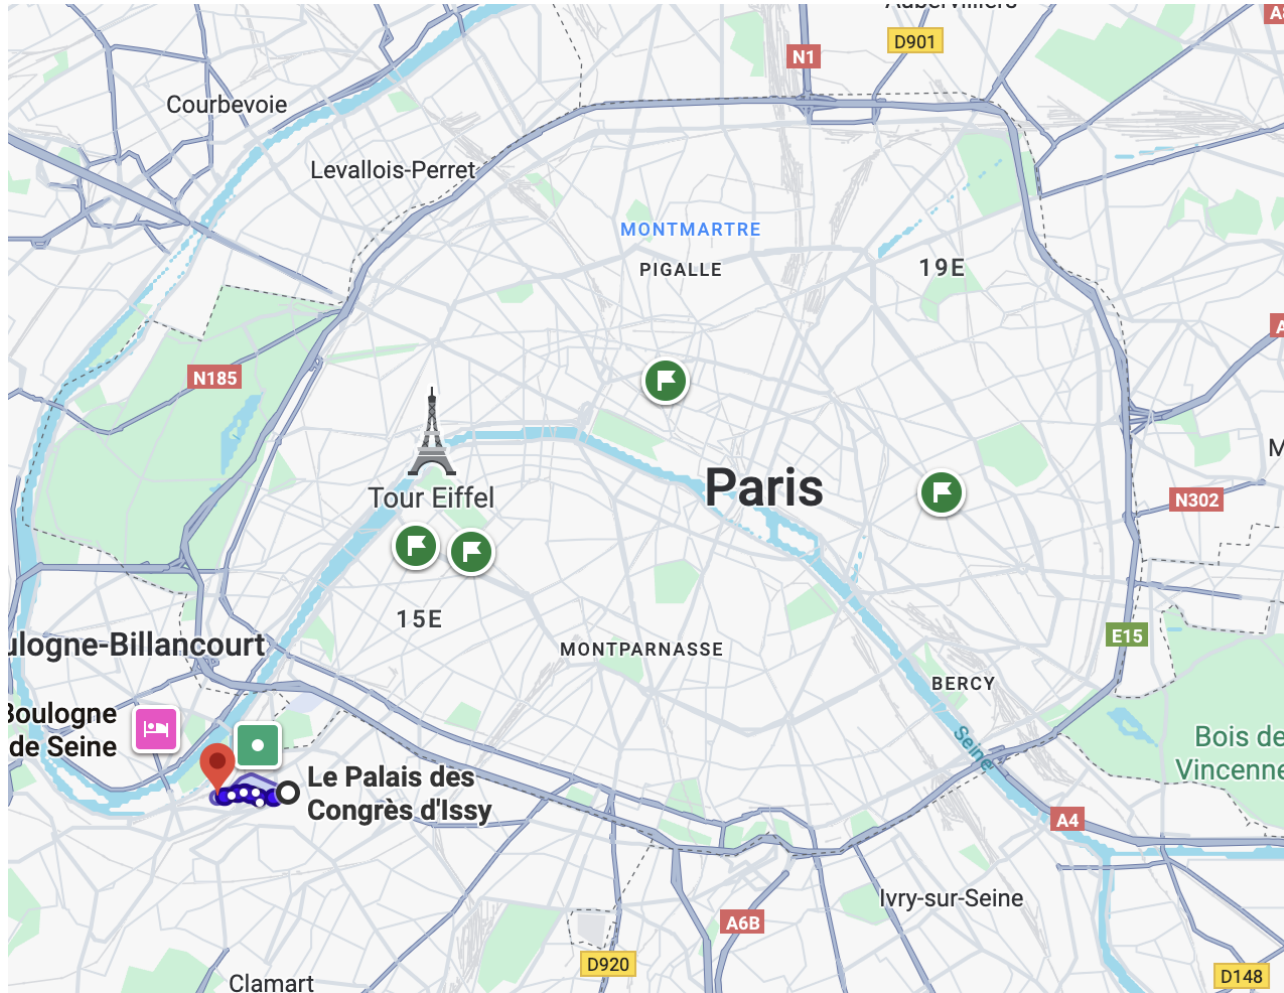 Aubervilliers
D901
N1
Courbevoie
Levallois-Perret
MONTMARTRE
PIGALLE
19E
N185
Paris
Tour Eiffel
N302
15E
E15
MONTPARNASSE
ulogne-Billancourt
BERCY
Boulogne
de Seine
Seine
Bois de
Vincenne
Le Palais des
Congrès d'Issy
A4
Ivry-sur-Seine
A6B
D920
D148
Clamart